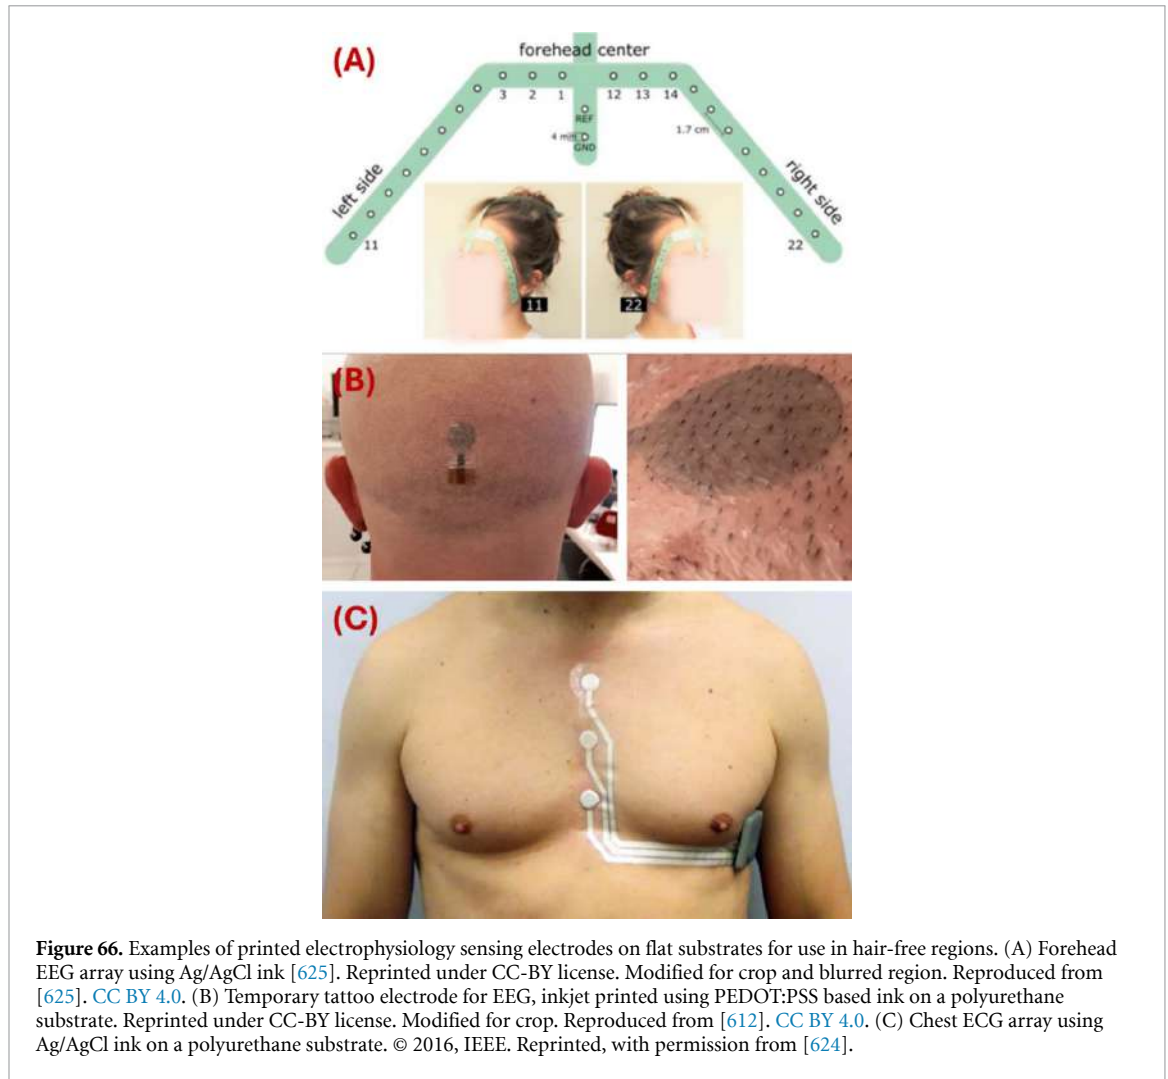 (A)
forehead center
3 2 1 12 13 14
REF
1.7 cm
4 mm
GND
left side
right side
11
22
11
22
(B)
(C)
Figure 66. Examples of printed electrophysiology sensing electrodes on flat substrates for use in hair-free regions. (A) Forehead
EEG array using Ag/AgCl ink [625]. Reprinted under CC-BY license. Modified for crop and blurred region. Reproduced from
[625]. CC BY 4.0. (B) Temporary tattoo electrode for EEG, inkjet printed using PEDOT:PSS based ink on a polyurethane
substrate. Reprinted under CC-BY license. Modified for crop. Reproduced from [612]. CC BY 4.0. (C) Chest ECG array using
Ag/AgCl ink on a polyurethane substrate. © 2016, IEEE. Reprinted, with permission from [624].